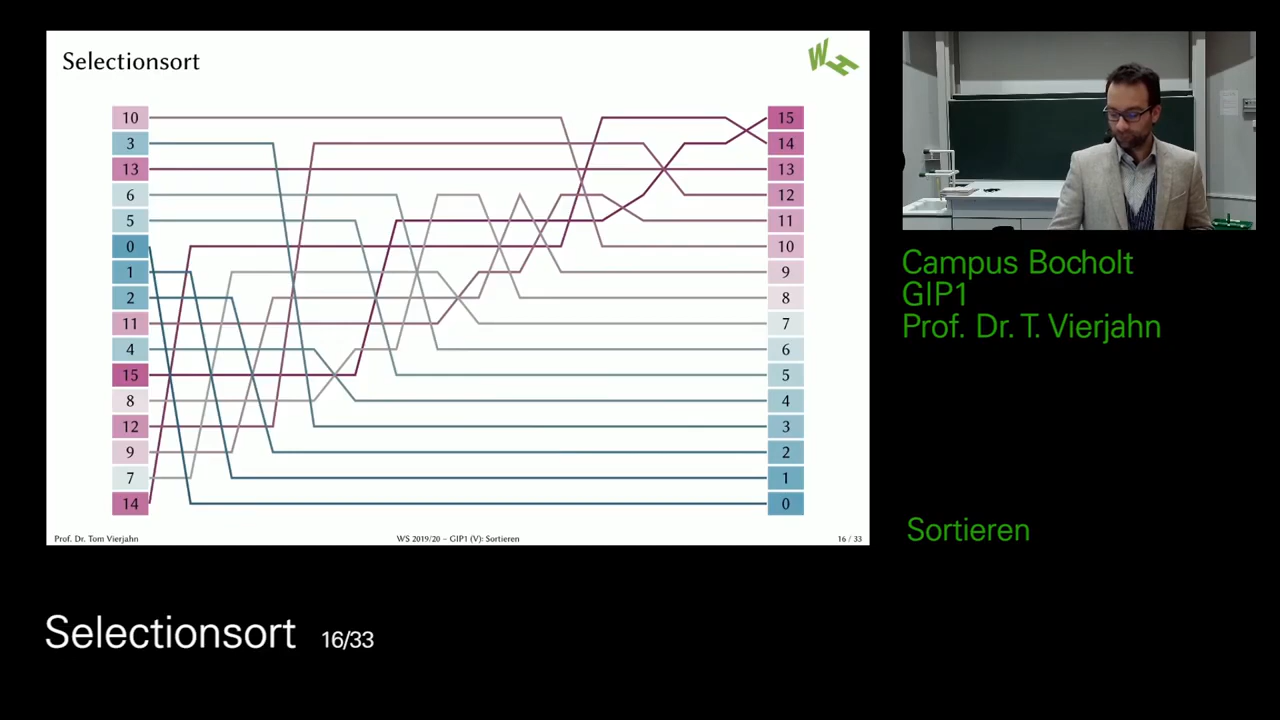 Selectionsort
WH
10 15
3 14
13 13
6 12
5 11
0 10
1 9
2 8
11 7
4 6
15 5
8 4
12 3
9 2
7 1
14 0
Prof. Dr. Tom Vierjahn WS 2019/20 – GIP1 (V): Sortieren 16 / 33
Campus Bocholt
GIP1
Prof. Dr. T. Vierjahn
Sortieren
Selectionsort 16/33